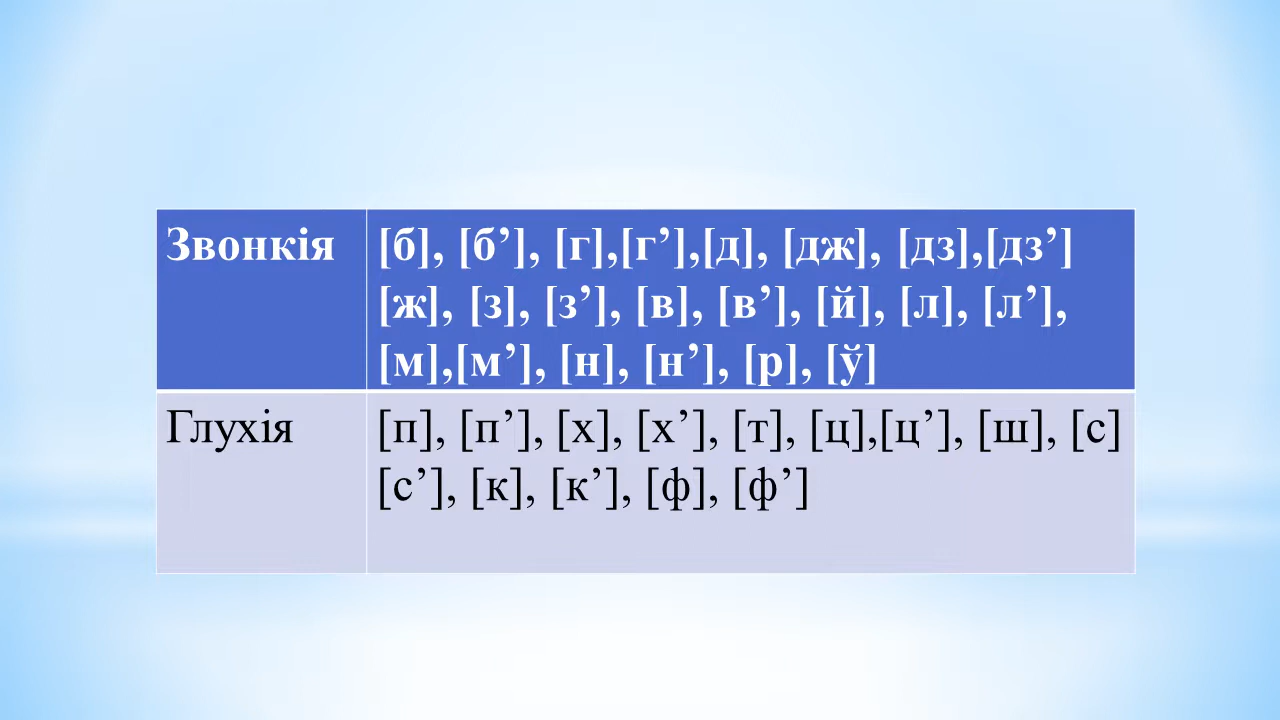 Звонкія
[б], [б’], [г],[г’],[д], [дж], [дз],[дз’]
[ж], [з], [з’], [в], [в’], [й], [л], [л’],
[м],[м’], [н], [н’], [р], [ў]
Глухія
[п], [п’], [х], [х’], [т], [ц],[ц’], [ш], [с]
[с’], [к], [к’], [ф], [ф’]